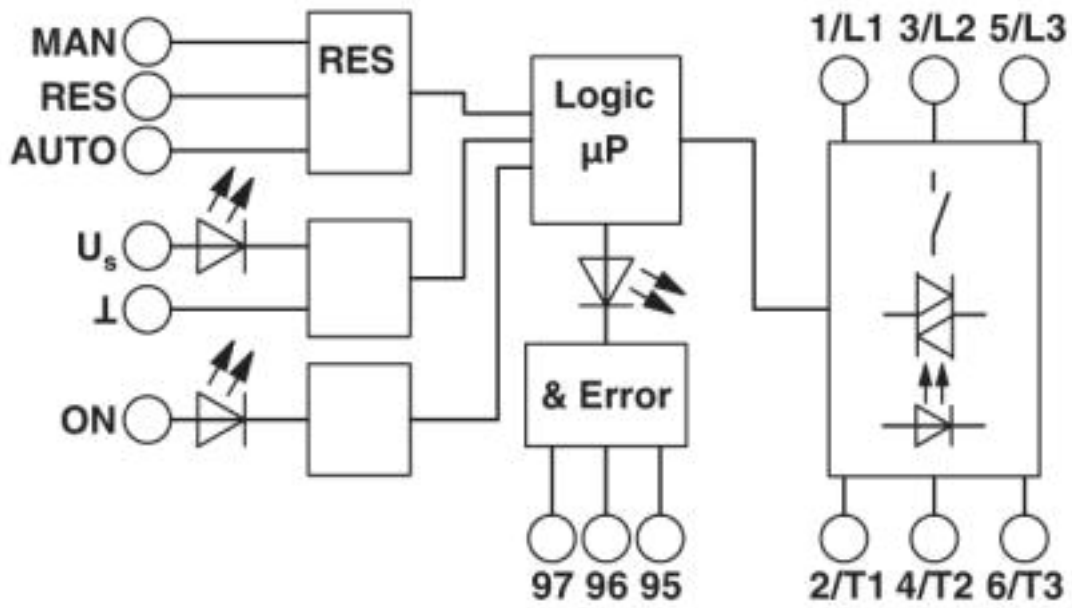 MAN
RES
AUTO
RES
U_s
⊥
ON
Logic
µP
& Error
97 96 95
1/L1 3/L2 5/L3
2/T1 4/T2 6/T3